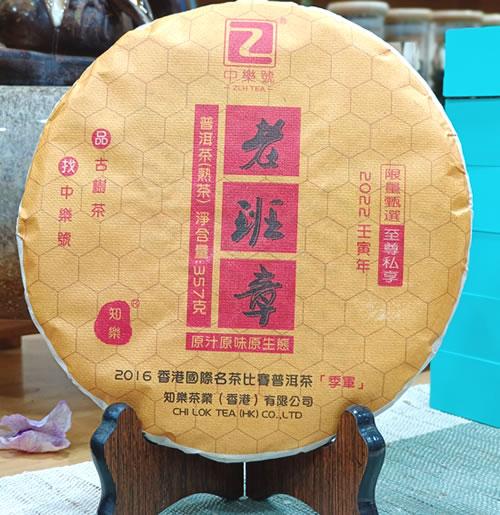 中樂號®
ZLH TEA
普洱茶(熟茶) 淨含量:357克
老班章
限量甄選 至尊私享
2022 壬寅年
品古樹茶
找中樂號
知樂®
原汁原味原生態
2016 香港國際名茶比賽普洱茶「季軍」
知樂茶業（香港）有限公司
CHI LOK TEA (HK) CO.,LTD